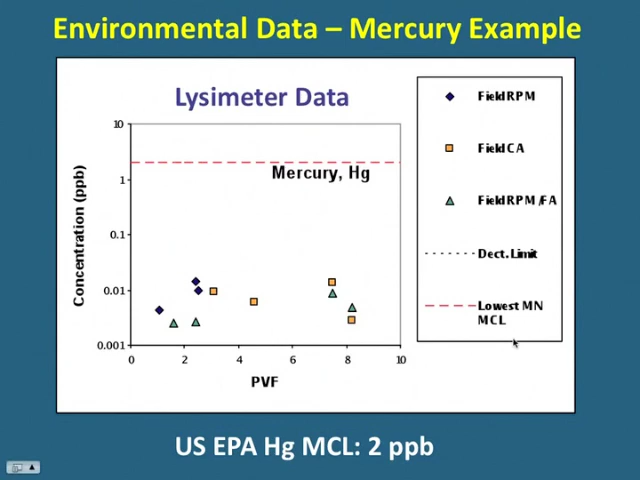 Environmental Data – Mercury Example
Lysimeter Data
Mercury, Hg
Concentration (ppb)
10
1
0.1
0.01
0.001
0
2
4
6
8
10
PVF
Field RPM
Field CA
Field RPM/FA
Dect. Limit
Lowest MN
MCL
US EPA Hg MCL: 2 ppb